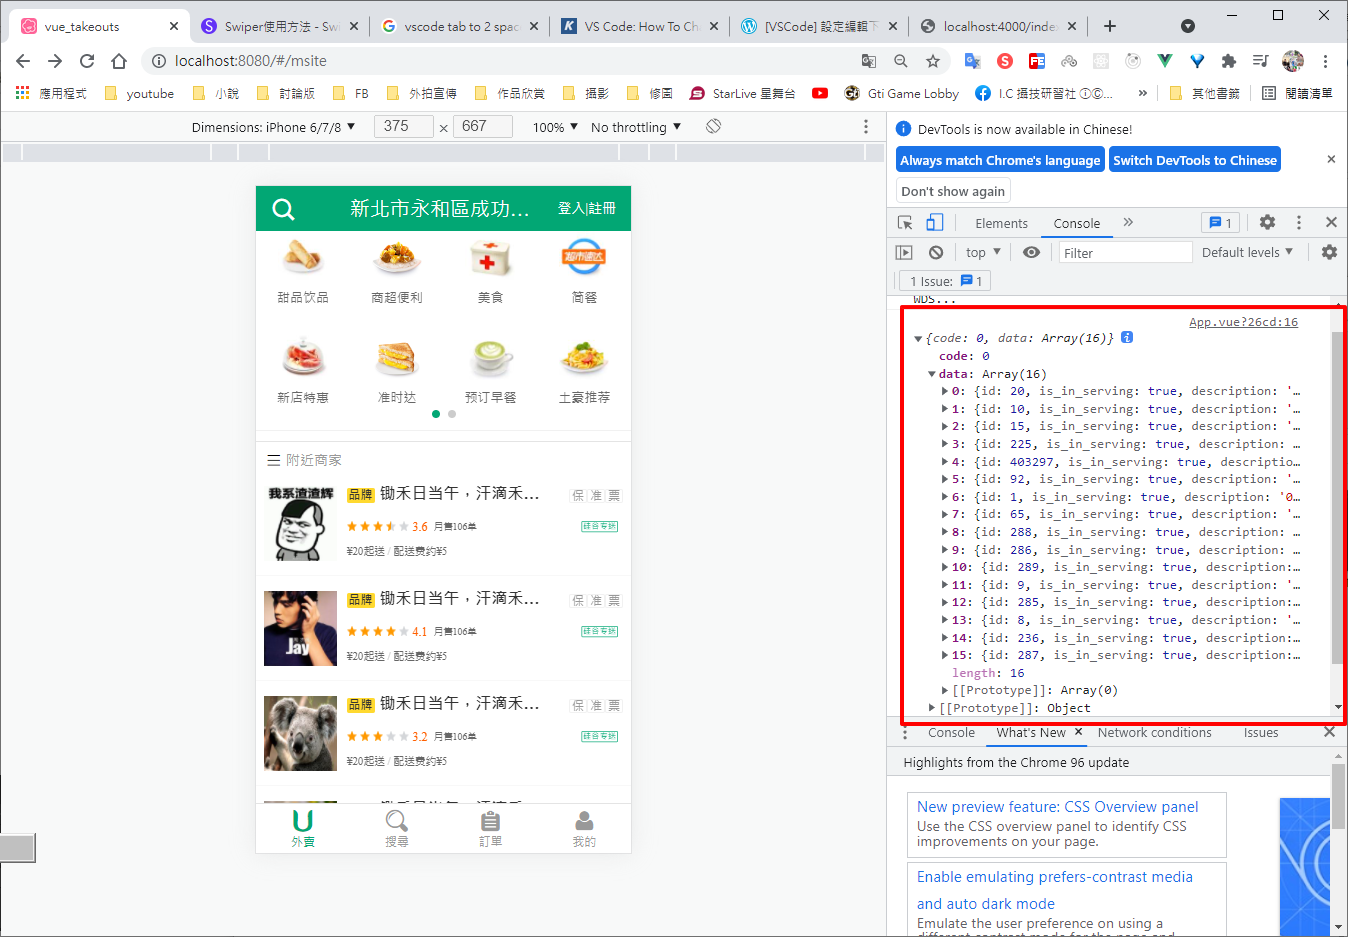 vue_takeouts
Swiper使用方法 - Swi
vscode tab to 2 spac
VS Code: How To Ch
[VSCode] 設定編輯下
localhost:4000/inde
localhost:8080/#/msite
應用程式
youtube
小說
討論版
FB
外拍宣傳
作品欣賞
攝影
修圖
StarLive 星舞台
Gti Game Lobby
I.C 攝技研習社 ⓘⒸ...
»
其他書籤
閱讀清單
Dimensions: iPhone 6/7/8 ▼
375
×
667
100% ▼
No throttling ▼
新北市永和區成功...
登入|註冊
甜品饮品
商超便利
美食
简餐
超市速达
新店特惠
准时达
预订早餐
土豪推荐
附近商家
我系渣渣辉
品牌 锄禾日当午，汗滴禾...
保 准 票
3.6 月售106单
硅谷专送
¥20起送 / 配送费约¥5
Jay
品牌 锄禾日当午，汗滴禾...
保 准 票
4.1 月售106单
硅谷专送
¥20起送 / 配送费约¥5
品牌 锄禾日当午，汗滴禾...
保 准 票
3.2 月售106单
硅谷专送
¥20起送 / 配送费约¥5
外賣
搜尋
訂單
我的
DevTools is now available in Chinese!
Always match Chrome's language
Switch DevTools to Chinese
Don't show again
Elements
Console
»
1
top ▼
Filter
Default levels ▼
1 Issue: 1
WDS...
App.vue?26cd:16
▼{code: 0, data: Array(16)}
code: 0
▼data: Array(16)
▶0: {id: 20, is_in_serving: true, description: '…
▶1: {id: 10, is_in_serving: true, description: '…
▶2: {id: 15, is_in_serving: true, description: '…
▶3: {id: 225, is_in_serving: true, description: …
▶4: {id: 403297, is_in_serving: true, descriptio…
▶5: {id: 92, is_in_serving: true, description: '…
▶6: {id: 1, is_in_serving: true, description: '0…
▶7: {id: 65, is_in_serving: true, description: '…
▶8: {id: 288, is_in_serving: true, description: …
▶9: {id: 286, is_in_serving: true, description: …
▶10: {id: 289, is_in_serving: true, description:…
▶11: {id: 9, is_in_serving: true, description: '…
▶12: {id: 285, is_in_serving: true, description:…
▶13: {id: 8, is_in_serving: true, description: '…
▶14: {id: 236, is_in_serving: true, description:…
▶15: {id: 287, is_in_serving: true, description:…
length: 16
▶[[Prototype]]: Array(0)
▶[[Prototype]]: Object
Console
What's New
Network conditions
Issues
Highlights from the Chrome 96 update
New preview feature: CSS Overview panel
Use the CSS overview panel to identify CSS
improvements on your page.
Enable emulating prefers-contrast media
and auto dark mode
Emulate the user preference on using a
different contrast mode for the page and